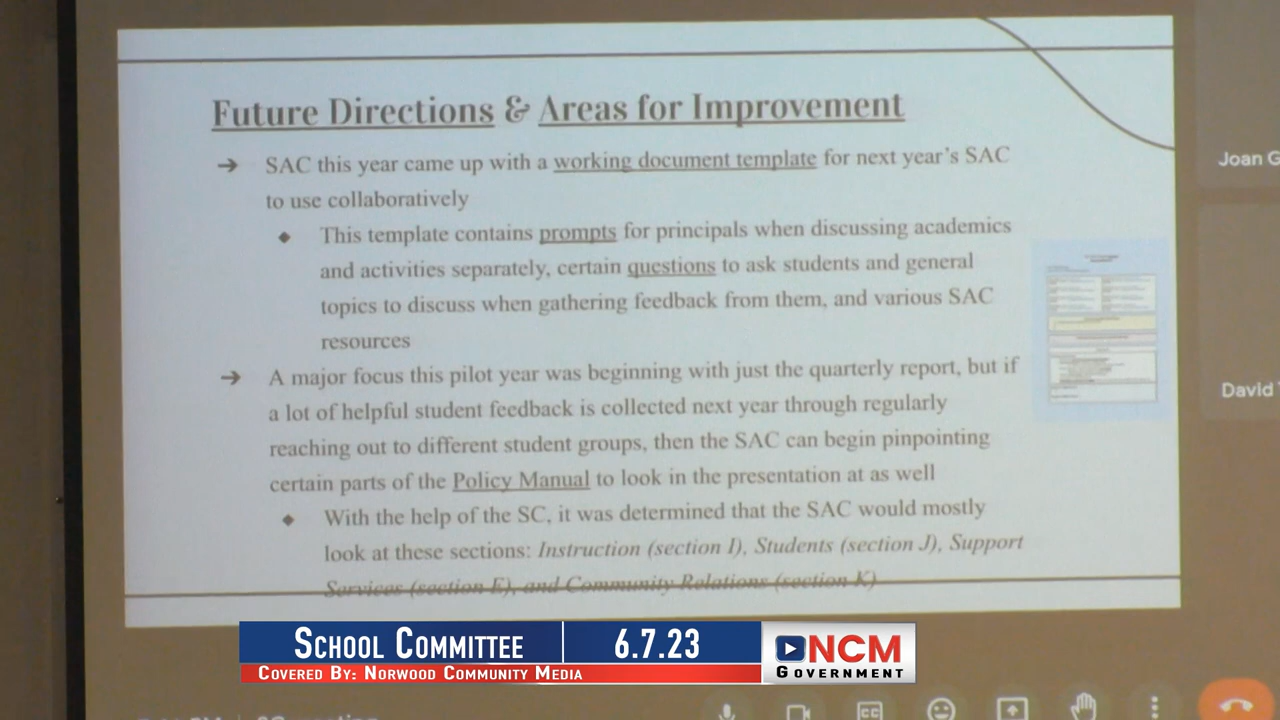 Future Directions & Areas for Improvement
➔ SAC this year came up with a working document template for next year's SAC
to use collaboratively
◆ This template contains prompts for principals when discussing academics
and activities separately, certain questions to ask students and general
topics to discuss when gathering feedback from them, and various SAC
resources
➔ A major focus this pilot year was beginning with just the quarterly report, but if
a lot of helpful student feedback is collected next year through regularly
reaching out to different student groups, then the SAC can begin pinpointing
certain parts of the Policy Manual to look in the presentation at as well
◆ With the help of the SC, it was determined that the SAC would mostly
look at these sections: Instruction (section I), Students (section J), Support
Services (section E), and Community Relations (section K)
Joan G
David
SCHOOL COMMITTEE 6.7.23
COVERED BY: NORWOOD COMMUNITY MEDIA
NCM
GOVERNMENT
CC